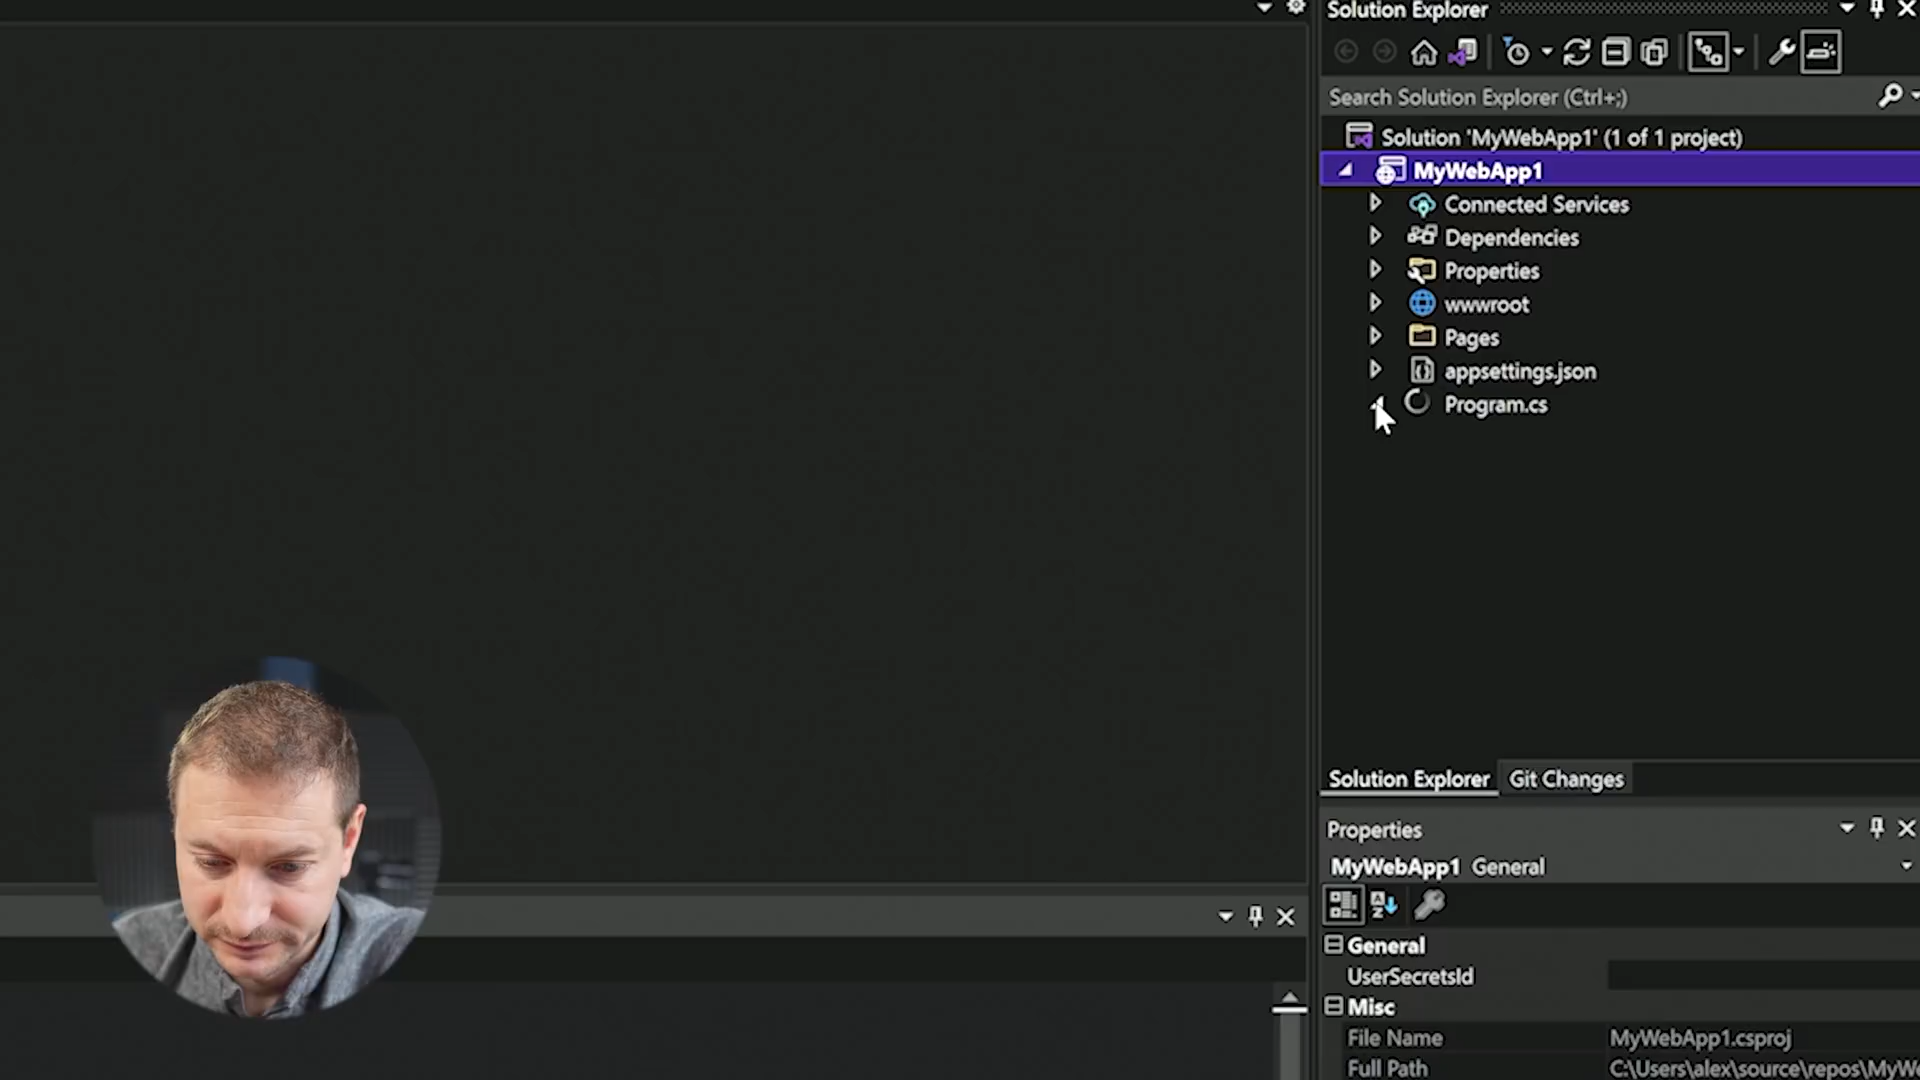 Solution Explorer
Search Solution Explorer (Ctrl+;)
Solution 'MyWebApp1' (1 of 1 project)
MyWebApp1
Connected Services
Dependencies
Properties
wwwroot
Pages
appsettings.json
Program.cs
Solution Explorer Git Changes
Properties
MyWebApp1 General
General
UserSecretsId
Misc
File Name MyWebApp1.csproj
Full Path C:\Users\alex\source\repos\MyWe